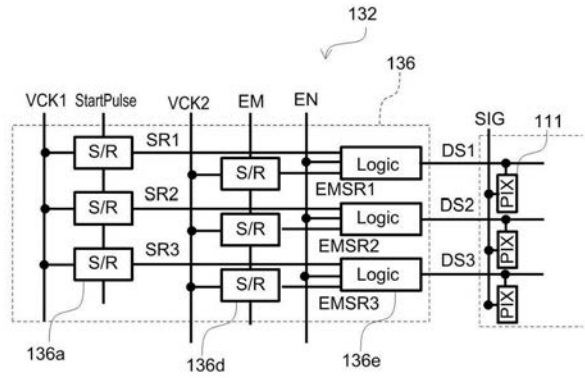 132
136
VCK1 StartPulse VCK2 EM EN SIG 111
SR1 DS1
S/R Logic
S/R EMSR1 PIX
SR2 DS2
S/R Logic
S/R EMSR2 PIX
SR3 DS3
S/R Logic
S/R EMSR3 PIX
136a 136d 136e